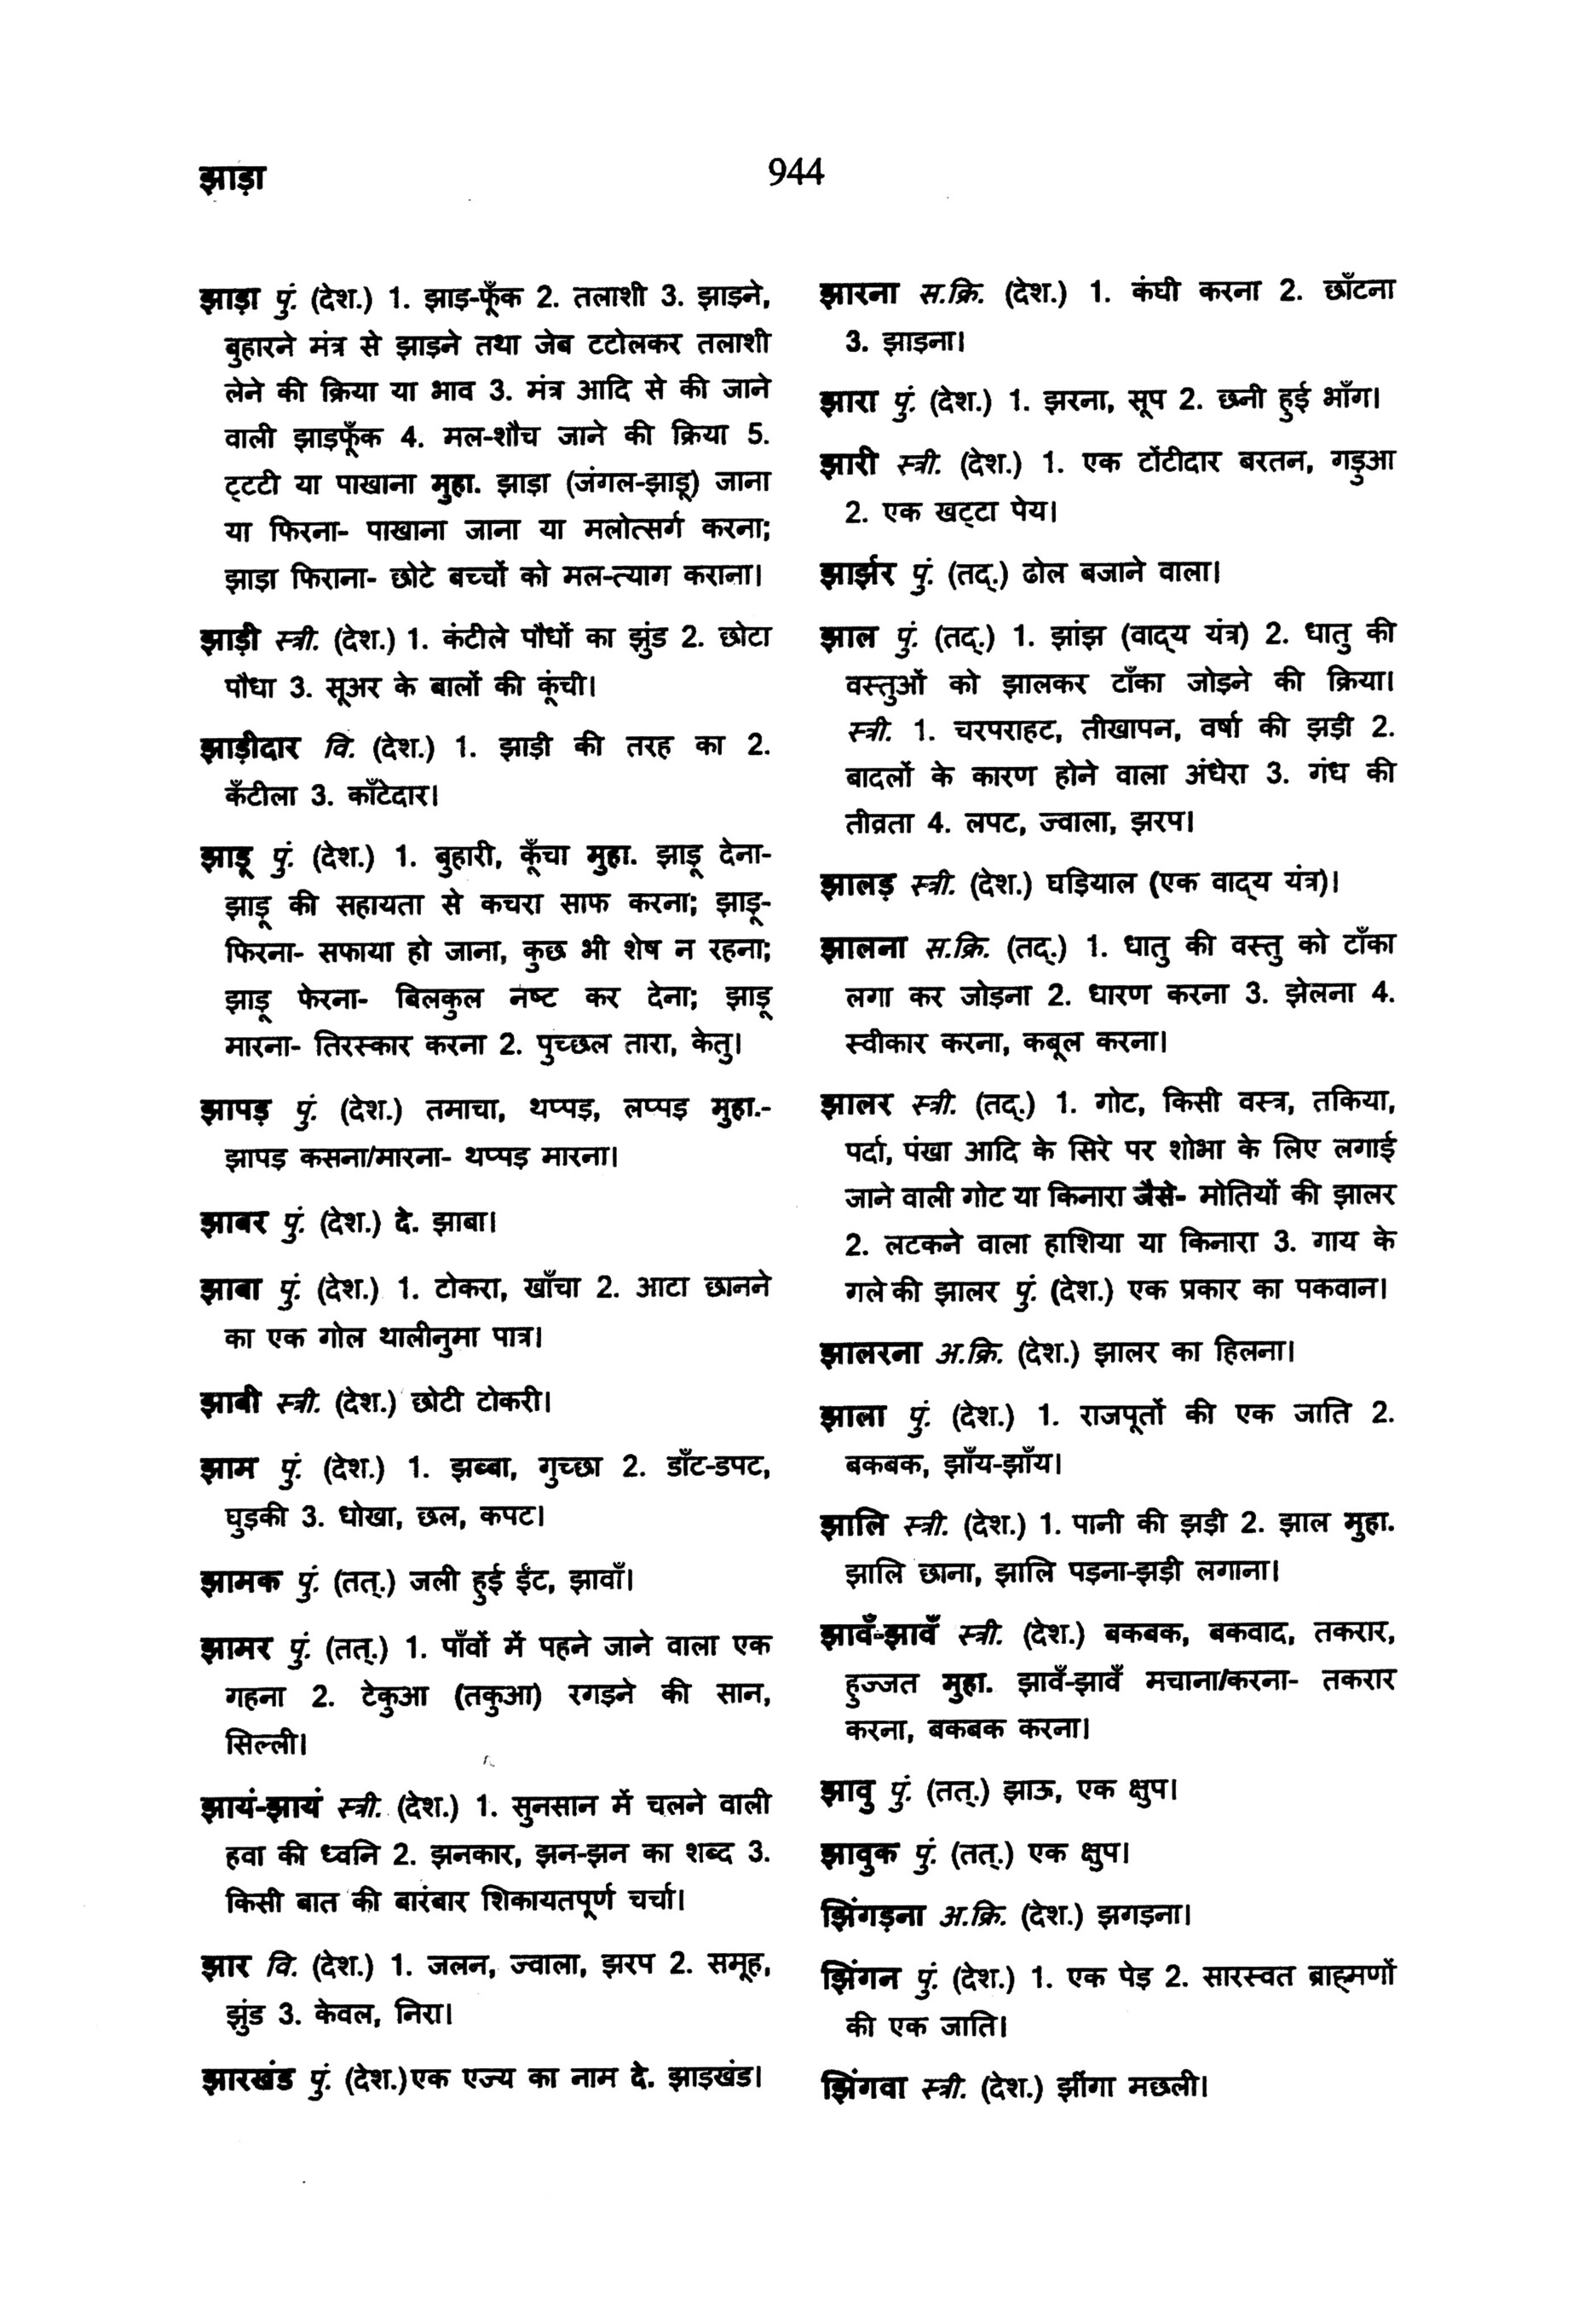 झाड़ा
944
झाड़ा पुं. (देश.) 1. झाड़-फूँक 2. तलाशी 3. झाड़ने,
बुहारने मंत्र से झाड़ने तथा जेब टटोलकर तलाशी
लेने की क्रिया या भाव 3. मंत्र आदि से की जाने
वाली झाड़फूँक 4. मल-शौच जाने की क्रिया 5.
ट्टटी या पाखाना मुहा. झाड़ा (जंगल-झाडू) जाना
या फिरना- पाखाना जाना या मलोत्सर्ग करना;
झाड़ा फिराना- छोटे बच्चों को मल-त्याग कराना।
झाड़ी स्त्री. (देश.) 1. कंटीले पौधों का झुंड 2. छोटा
पौधा 3. सूअर के बालों की कूंची।
झाड़ीदार वि. (देश.) 1. झाड़ी की तरह का 2.
कँटीला 3. काँटेदार।
झाड़ू पुं. (देश.) 1. बुहारी, कूँचा मुहा. झाड़ू देना-
झाड़ू की सहायता से कचरा साफ करना; झाड़ू-
फिरना- सफाया हो जाना, कुछ भी शेष न रहना;
झाड़ू फेरना- बिलकुल नष्ट कर देना; झाड़ू
मारना- तिरस्कार करना 2. पुच्छल तारा, केतु।
झापड़ पुं. (देश.) तमाचा, थप्पड़, लप्पड़ मुहा.-
झापड़ कसना/मारना- थप्पड़ मारना।
झाबर पुं. (देश.) दे. झाबा।
झाबा पुं. (देश.) 1. टोकरा, खाँचा 2. आटा छानने
का एक गोल थालीनुमा पात्र।
झाबी स्त्री. (देश.) छोटी टोकरी।
झाम पुं. (देश.) 1. झब्बा, गुच्छा 2. डाँट-डपट,
घुड़की 3. धोखा, छल, कपट।
झामक पुं. (तत्.) जली हुई ईंट, झावाँ।
झामर पुं. (तत्.) 1. पाँवों में पहने जाने वाला एक
गहना 2. टेकुआ (तकुआ) रगड़ने की सान,
सिल्ली।
झायं-झायं स्त्री. (देश.) 1. सुनसान में चलने वाली
हवा की ध्वनि 2. झनकार, झन-झन का शब्द 3.
किसी बात की बारंबार शिकायतपूर्ण चर्चा।
झार वि. (देश.) 1. जलन, ज्वाला, झरप 2. समूह,
झुंड 3. केवल, निरा।
झारखंड पुं. (देश.) एक एज्य का नाम दे. झाड़खंड।
झारना स.क्रि. (देश.) 1. कंघी करना 2. छाँटना
3. झाड़ना।
झारा पुं. (देश.) 1. झरना, सूप 2. छनी हुई भाँग।
झारी स्त्री. (देश.) 1. एक टोंटीदार बरतन, गड़ुआ
2. एक खट्टा पेय।
झार्झर पुं. (तद्.) ढोल बजाने वाला।
झाल पुं. (तद्.) 1. झांझ (वाद्य यंत्र) 2. धातु की
वस्तुओं को झालकर टाँका जोड़ने की क्रिया।
स्त्री. 1. चरपराहट, तीखापन, वर्षा की झड़ी 2.
बादलों के कारण होने वाला अंधेरा 3. गंध की
तीव्रता 4. लपट, ज्वाला, झरप।
झालड़ स्त्री. (देश.) घड़ियाल (एक वाद्य यंत्र)।
झालना स.क्रि. (तद्.) 1. धातु की वस्तु को टाँका
लगा कर जोड़ना 2. धारण करना 3. झेलना 4.
स्वीकार करना, कबूल करना।
झालर स्त्री. (तद्.) 1. गोट, किसी वस्त्र, तकिया,
पर्दा, पंखा आदि के सिरे पर शोभा के लिए लगाई
जाने वाली गोट या किनारा जैसे- मोतियों की झालर
2. लटकने वाला हाशिया या किनारा 3. गाय के
गले की झालर पुं. (देश.) एक प्रकार का पकवान।
झालरना अ.क्रि. (देश.) झालर का हिलना।
झाला पुं. (देश.) 1. राजपूतों की एक जाति 2.
बकबक, झाँय-झाँय।
झालि स्त्री. (देश.) 1. पानी की झड़ी 2. झाल मुहा.
झालि छाना, झालि पड़ना-झड़ी लगाना।
झावँ-झावँ स्त्री. (देश.) बकबक, बकवाद, तकरार,
हुज्जत मुहा. झावँ-झावँ मचाना/करना- तकरार
करना, बकबक करना।
झावु पुं. (तत्.) झाऊ, एक क्षुप।
झावुक पुं. (तत्.) एक क्षुप।
झिंगड़ना अ.क्रि. (देश.) झगड़ना।
झिंगन पुं. (देश.) 1. एक पेड़ 2. सारस्वत ब्राह्मणों
की एक जाति।
झिंगवा स्त्री. (देश.) झींगा मछली।